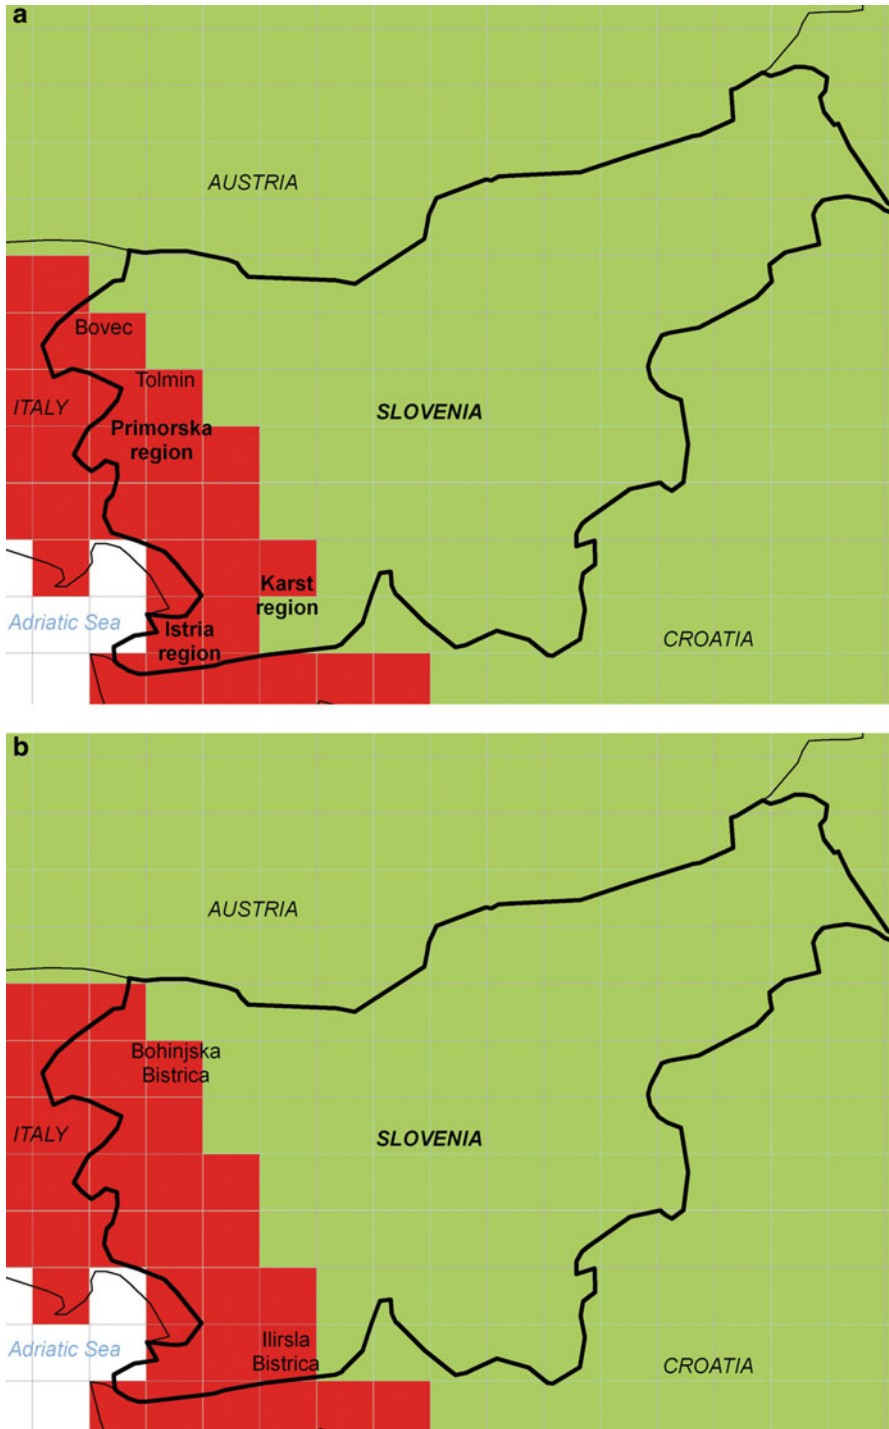 a
AUSTRIA
Bovec
Tolmin
ITALY
SLOVENIA
Primorska
region
Karst
region
Adriatic Sea
Istria
region
CROATIA
b
AUSTRIA
Bohinjska
Bistrica
ITALY
SLOVENIA
Ilirsla
Bistrica
Adriatic Sea
CROATIA